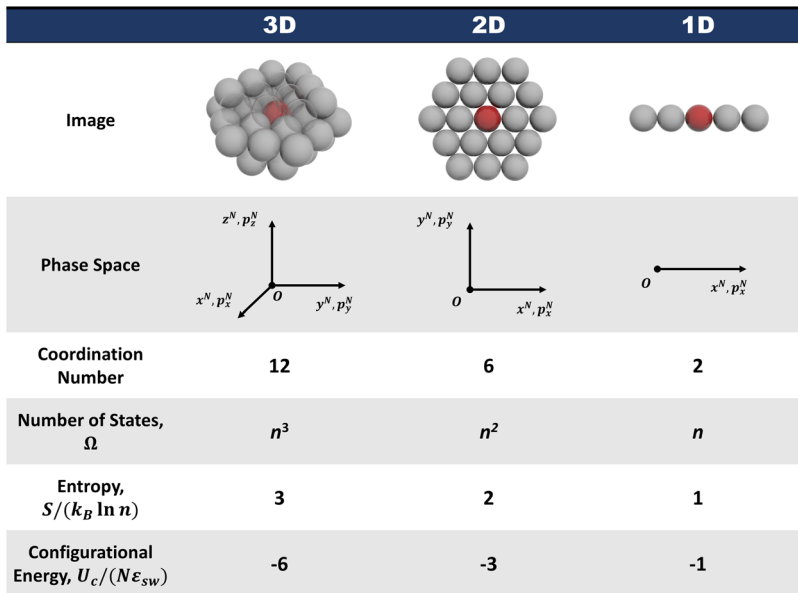 3D 2D 1D
Image
Phase Space
z^N, p_z^N
O
x^N, p_x^N
y^N, p_y^N
y^N, p_y^N
O
x^N, p_x^N
O
x^N, p_x^N
Coordination
Number
12 6 2
Number of States,
Ω
n³ n² n
Entropy,
S/(k_B ln n)
3 2 1
Configurational
Energy, U_c/(Nε_sw)
-6 -3 -1